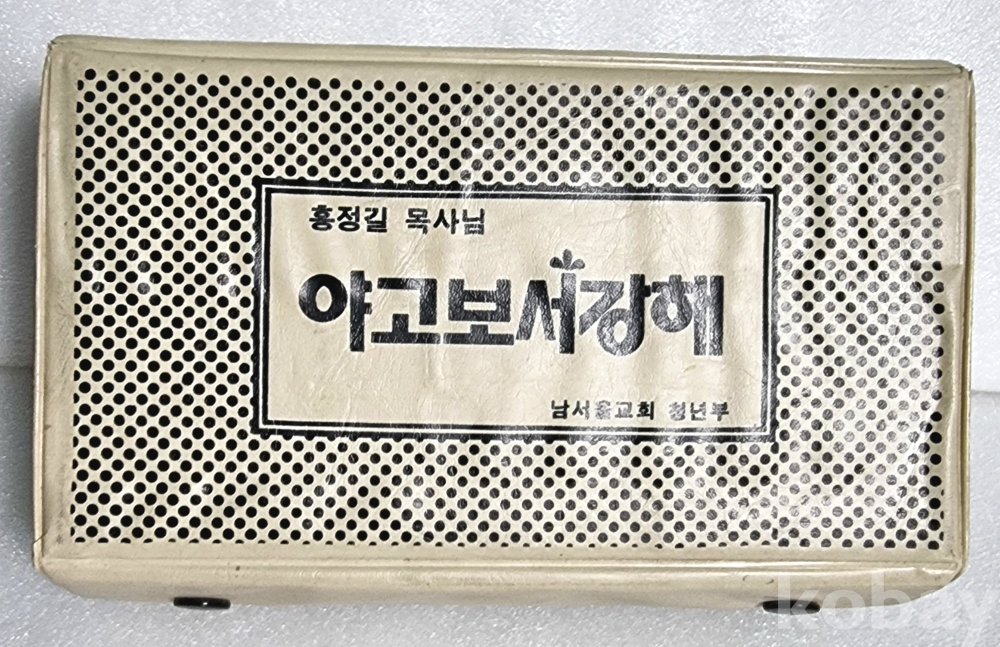 홍정길 목사님
야고보서강해
남서울교회 청년부
kobay